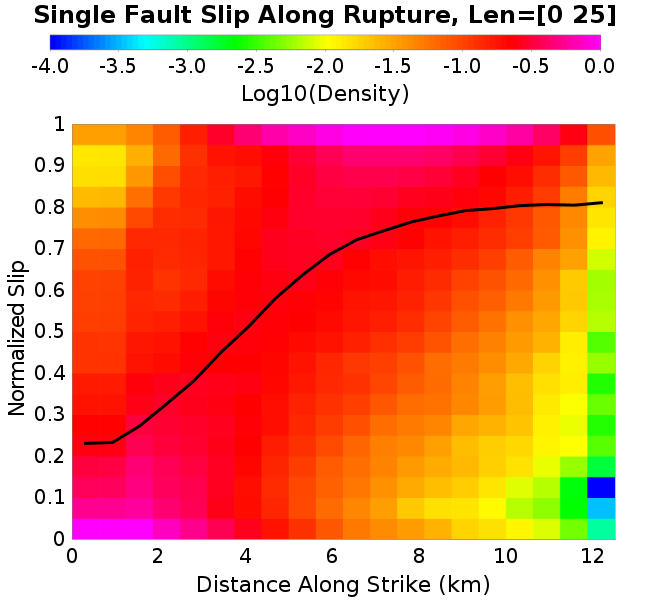 Single Fault Slip Along Rupture, Len=[0 25]
-4.0 -3.5 -3.0 -2.5 -2.0 -1.5 -1.0 -0.5 0.0
Log10(Density)
1
0.9
0.8
0.7
0.6
0.5
0.4
0.3
0.2
0.1
0
Normalized Slip
0 2 4 6 8 10 12
Distance Along Strike (km)